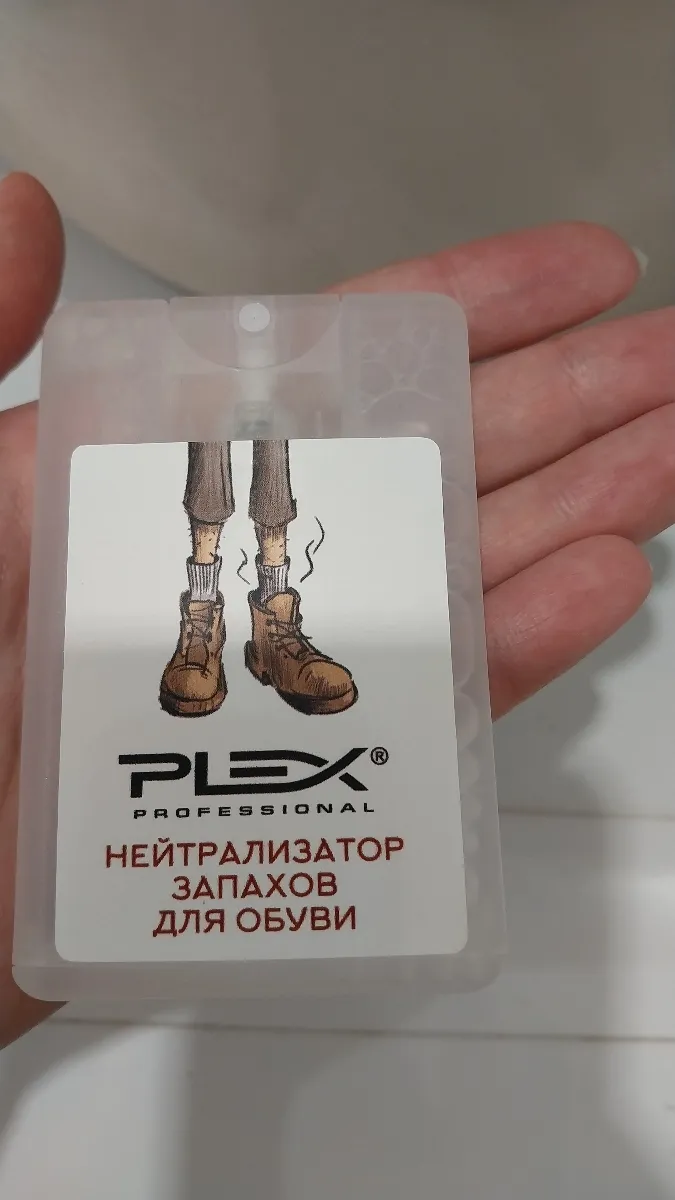 PLEX®
PROFESSIONAL
НЕЙТРАЛИЗАТОР
ЗАПАХОВ
ДЛЯ ОБУВИ